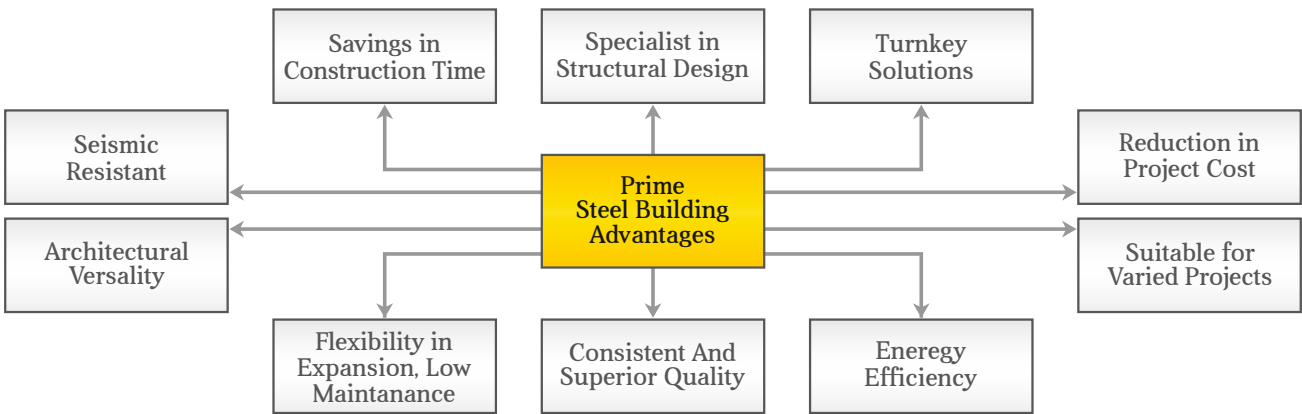 Savings in
Construction Time
Specialist in
Structural Design
Turnkey
Solutions
Seismic
Resistant
Reduction in
Project Cost
Prime
Steel Building
Advantages
Architectural
Versality
Suitable for
Varied Projects
Flexibility in
Expansion, Low
Maintanance
Consistent And
Superior Quality
Eneregy
Efficiency